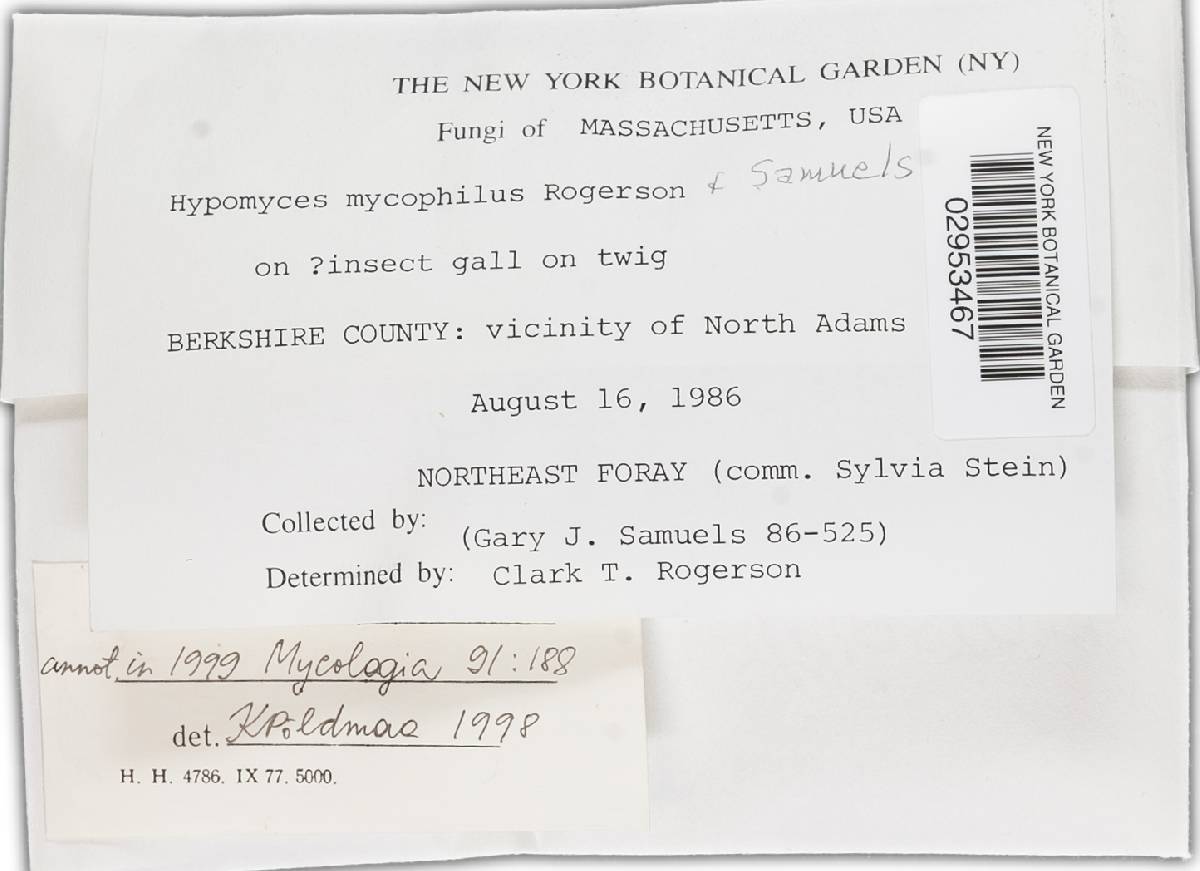 THE NEW YORK BOTANICAL GARDEN (NY)
Fungi of MASSACHUSETTS, USA
Hypomyces mycophilus Rogerson & Samuels
on ?insect gall on twig
BERKSHIRE COUNTY: vicinity of North Adams
August 16, 1986
NORTHEAST FORAY (comm. Sylvia Stein)
Collected by: (Gary J. Samuels 86-525)
Determined by: Clark T. Rogerson
NEW YORK BOTANICAL GARDEN
02953467
annot. in 1999 Mycologia 91:188
det. K Põldmaa 1998
H. H. 4786. IX 77. 5000.